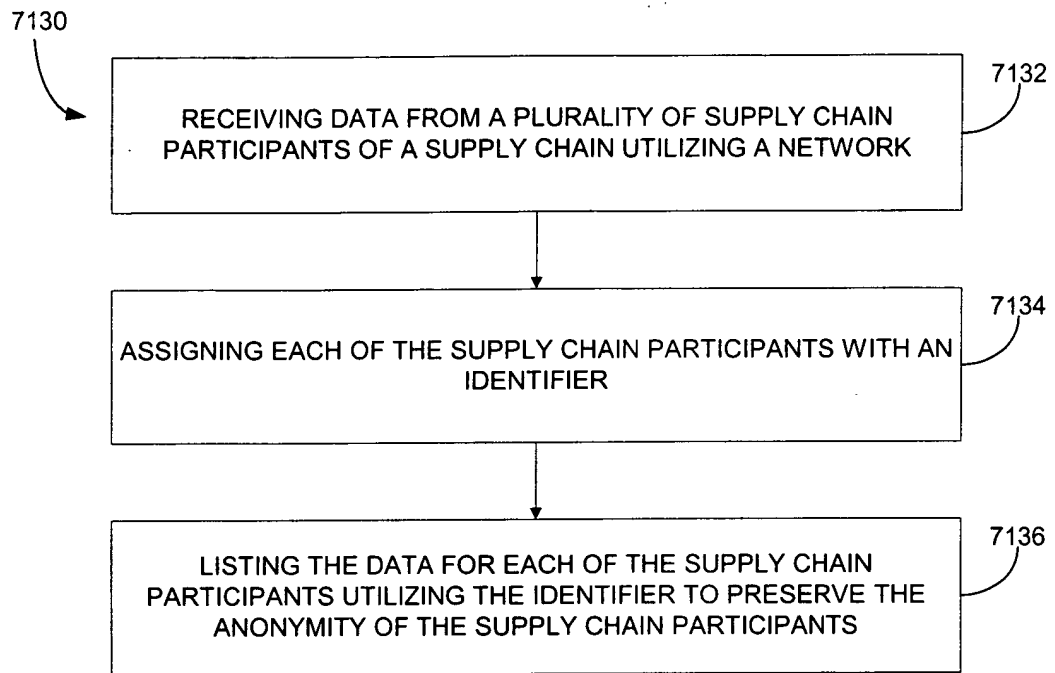 7130
7132
RECEIVING DATA FROM A PLURALITY OF SUPPLY CHAIN
PARTICIPANTS OF A SUPPLY CHAIN UTILIZING A NETWORK
7134
ASSIGNING EACH OF THE SUPPLY CHAIN PARTICIPANTS WITH AN
IDENTIFIER
7136
LISTING THE DATA FOR EACH OF THE SUPPLY CHAIN
PARTICIPANTS UTILIZING THE IDENTIFIER TO PRESERVE THE
ANONYMITY OF THE SUPPLY CHAIN PARTICIPANTS